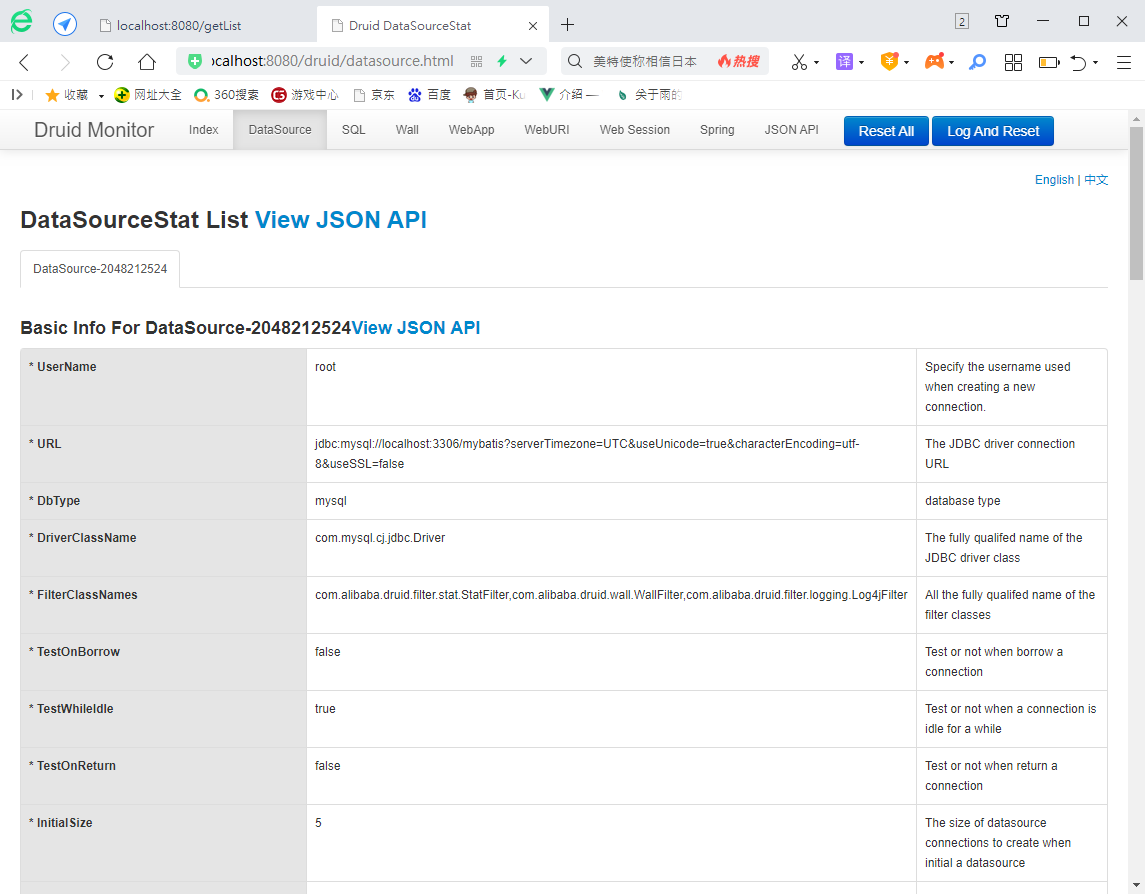 localhost:8080/getList
Druid DataSourceStat
2
ocalhost:8080/druid/datasource.html
美特使称相信日本
热搜
译
收藏
网址大全
360搜索
游戏中心
京东
百度
首页-Ku
介绍 —
关于雨的
Druid Monitor
Index
DataSource
SQL
Wall
WebApp
WebURI
Web Session
Spring
JSON API
Reset All
Log And Reset
English | 中文
DataSourceStat List View JSON API
DataSource-2048212524
Basic Info For DataSource-2048212524View JSON API
* UserName
root
Specify the username used
when creating a new
connection.
* URL
jdbc:mysql://localhost:3306/mybatis?serverTimezone=UTC&useUnicode=true&characterEncoding=utf-
8&useSSL=false
The JDBC driver connection
URL
* DbType
mysql
database type
* DriverClassName
com.mysql.cj.jdbc.Driver
The fully qualifed name of the
JDBC driver class
* FilterClassNames
com.alibaba.druid.filter.stat.StatFilter,com.alibaba.druid.wall.WallFilter,com.alibaba.druid.filter.logging.Log4jFilter
All the fully qualifed name of the
filter classes
* TestOnBorrow
false
Test or not when borrow a
connection
* TestWhileIdle
true
Test or not when a connection is
idle for a while
* TestOnReturn
false
Test or not when return a
connection
* InitialSize
5
The size of datasource
connections to create when
initial a datasource